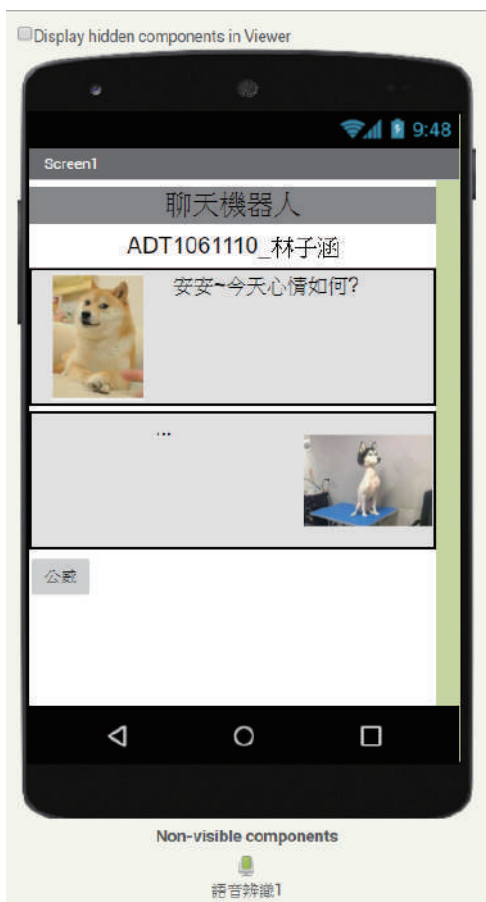 Display hidden components in Viewer
9:48
Screen1
聊天機器人
ADT1061110_林子涵
安安~今天心情如何?
...
公威
Non-visible components
語音辨識1